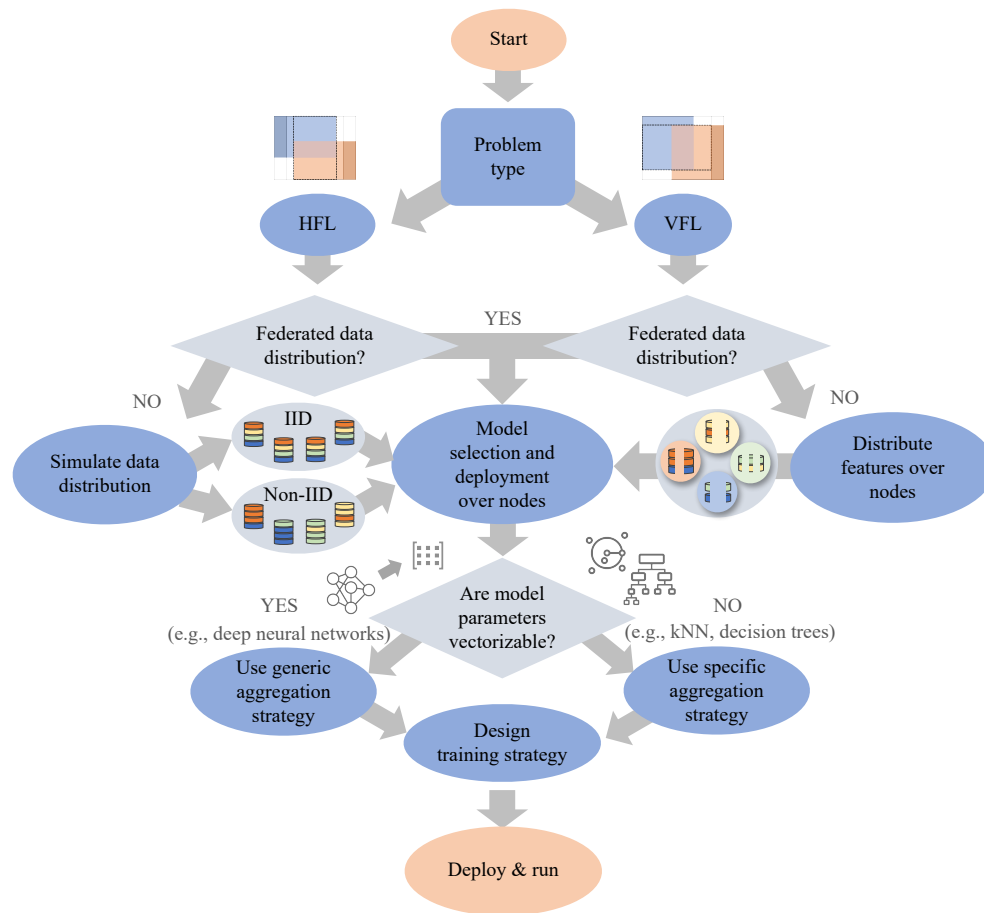 Start
Problem
type
HFL
VFL
Federated data
distribution?
YES
Federated data
distribution?
NO
NO
IID
Simulate data
distribution
Non-IID
Model
selection and
deployment
over nodes
Distribute
features over
nodes
Are model
parameters
vectorizable?
YES
(e.g., deep neural networks)
NO
(e.g., kNN, decision trees)
Use generic
aggregation
strategy
Use specific
aggregation
strategy
Design
training strategy
Deploy & run